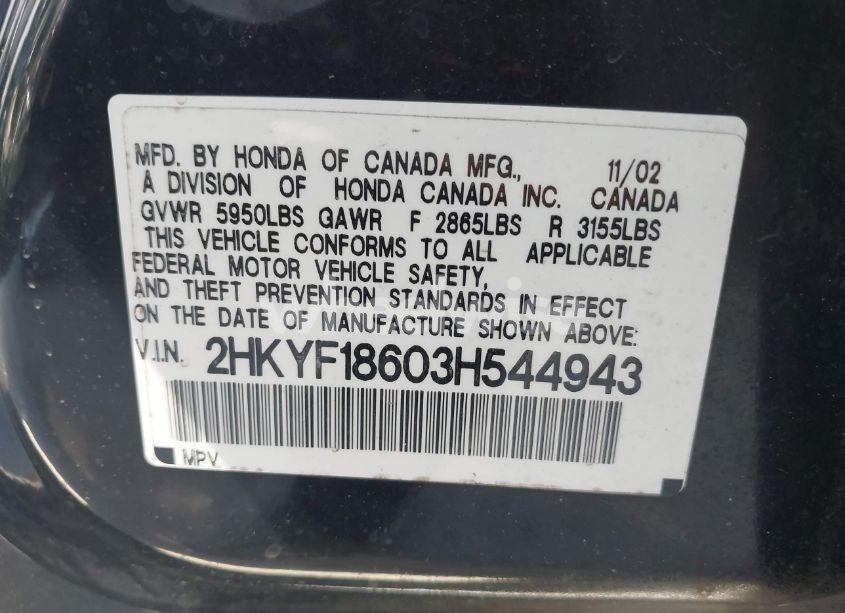 MFD. BY HONDA OF CANADA MFG., 11/02
A DIVISION OF HONDA CANADA INC. CANADA
GVWR 5950LBS GAWR F 2865LBS R 3155LBS
THIS VEHICLE CONFORMS TO ALL APPLICABLE
FEDERAL MOTOR VEHICLE SAFETY,
AND THEFT PREVENTION STANDARDS IN EFFECT
ON THE DATE OF MANUFACTURE SHOWN ABOVE:
V.I.N. 2HKYF18603H544943
MPV